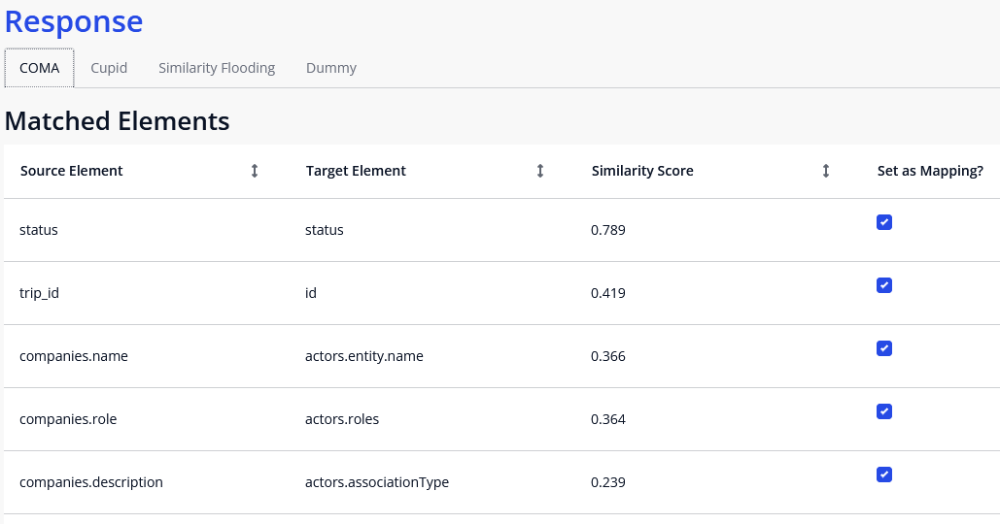 Response
COMA Cupid Similarity Flooding Dummy
Matched Elements
Source Element Target Element Similarity Score Set as Mapping?
status status 0.789
trip_id id 0.419
companies.name actors.entity.name 0.366
companies.role actors.roles 0.364
companies.description actors.associationType 0.239